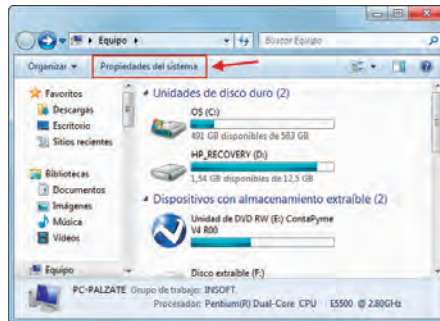 Equipo
Buscar Equipo
Organizar
Propiedades del sistema
Favoritos
Descargas
Escritorio
Sitios recientes
Bibliotecas
Documentos
Imágenes
Música
Vídeos
Equipo
Unidades de disco duro (2)
OS (C:)
491 GB disponibles de 583 GB
HP_RECOVERY (D:)
1,54 GB disponibles de 12,5 GB
Dispositivos con almacenamiento extraíble (2)
Unidad de DVD RW (E:) ContaPyme
V4 R00
Disco extraíble (F:)
PC-PALZATE Grupo de trabajo: INSOFT
Procesador: Pentium(R) Dual-Core CPU E5500 @ 2.80GHz